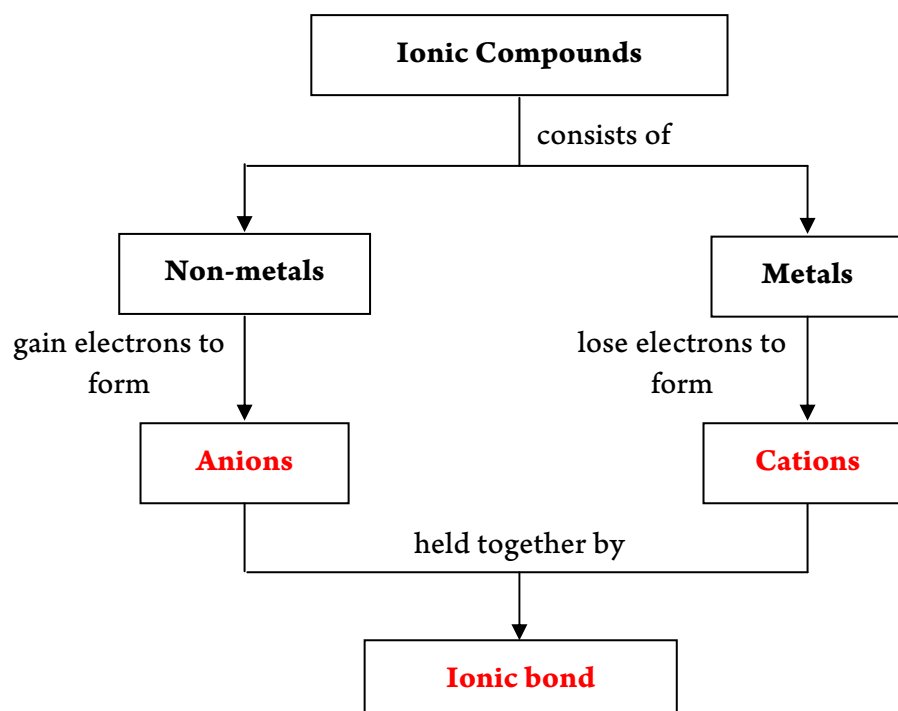 Ionic Compounds
consists of
Non-metals
Metals
gain electrons to
form
lose electrons to
form
Anions
Cations
held together by
Ionic bond